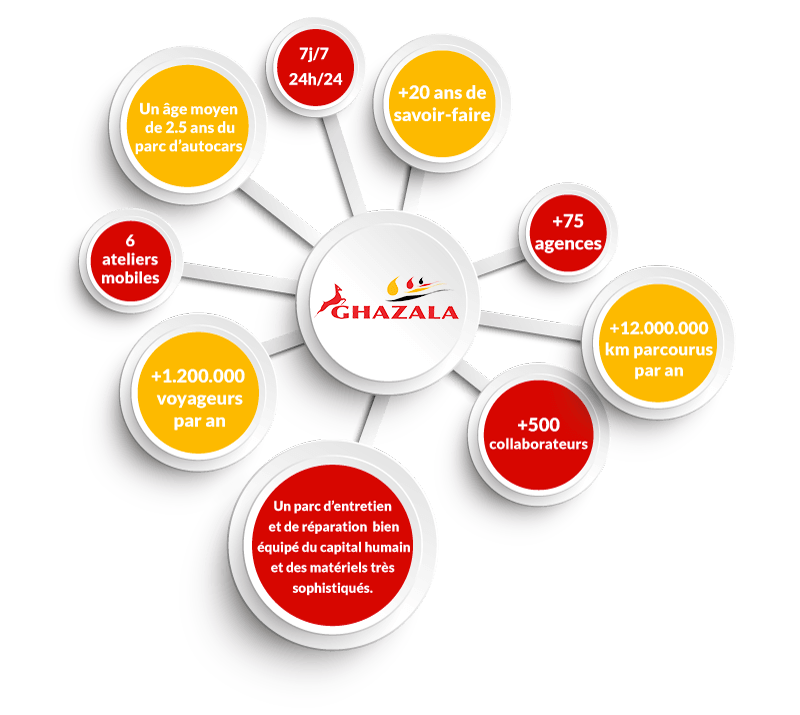 7j/7
24h/24
Un âge moyen
de 2.5 ans du
parc d'autocars
+20 ans de
savoir-faire
+75
agences
6
ateliers
mobiles
GHAZALA
+12.000.000
km parcourus
par an
+1.200.000
voyageurs
par an
+500
collaborateurs
Un parc d'entretien
et de réparation bien
équipé du capital humain
et des matériels très
sophistiqués.